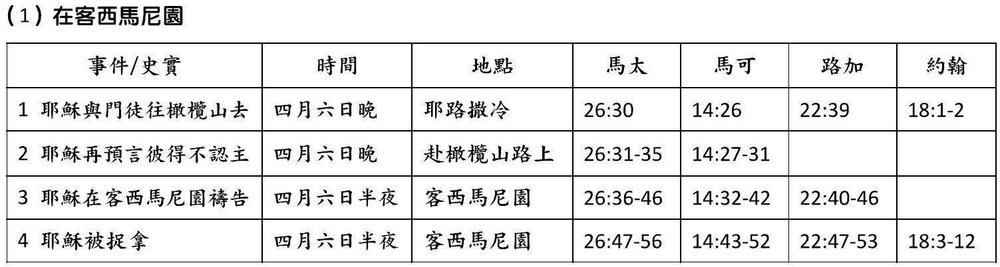 （1）在客西馬尼園
事件/史實 時間 地點 馬太 馬可 路加 約翰
1 耶穌與門徒往橄欖山去 四月六日晚 耶路撒冷 26:30 14:26 22:39 18:1-2
2 耶穌再預言彼得不認主 四月六日晚 赴橄欖山路上 26:31-35 14:27-31
3 耶穌在客西馬尼園禱告 四月六日半夜 客西馬尼園 26:36-46 14:32-42 22:40-46
4 耶穌被捉拿 四月六日半夜 客西馬尼園 26:47-56 14:43-52 22:47-53 18:3-12